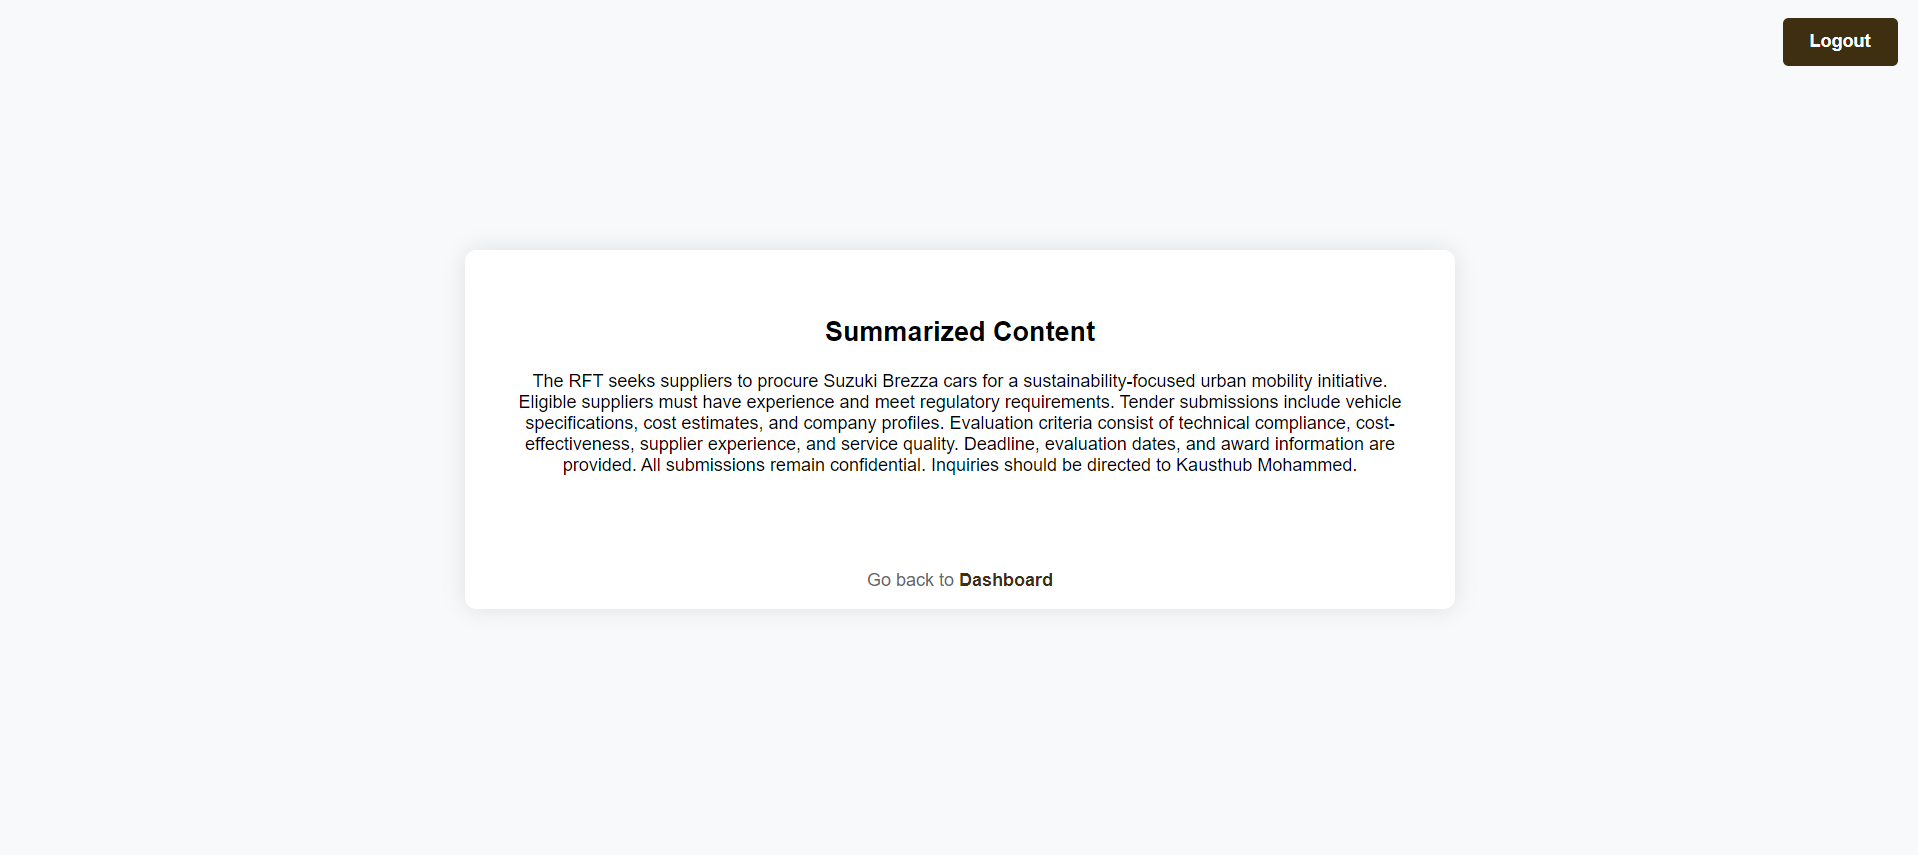 Logout
Summarized Content
The RFT seeks suppliers to procure Suzuki Brezza cars for a sustainability-focused urban mobility initiative.
Eligible suppliers must have experience and meet regulatory requirements. Tender submissions include vehicle
specifications, cost estimates, and company profiles. Evaluation criteria consist of technical compliance, cost-
effectiveness, supplier experience, and service quality. Deadline, evaluation dates, and award information are
provided. All submissions remain confidential. Inquiries should be directed to Kausthub Mohammed.
Go back to Dashboard